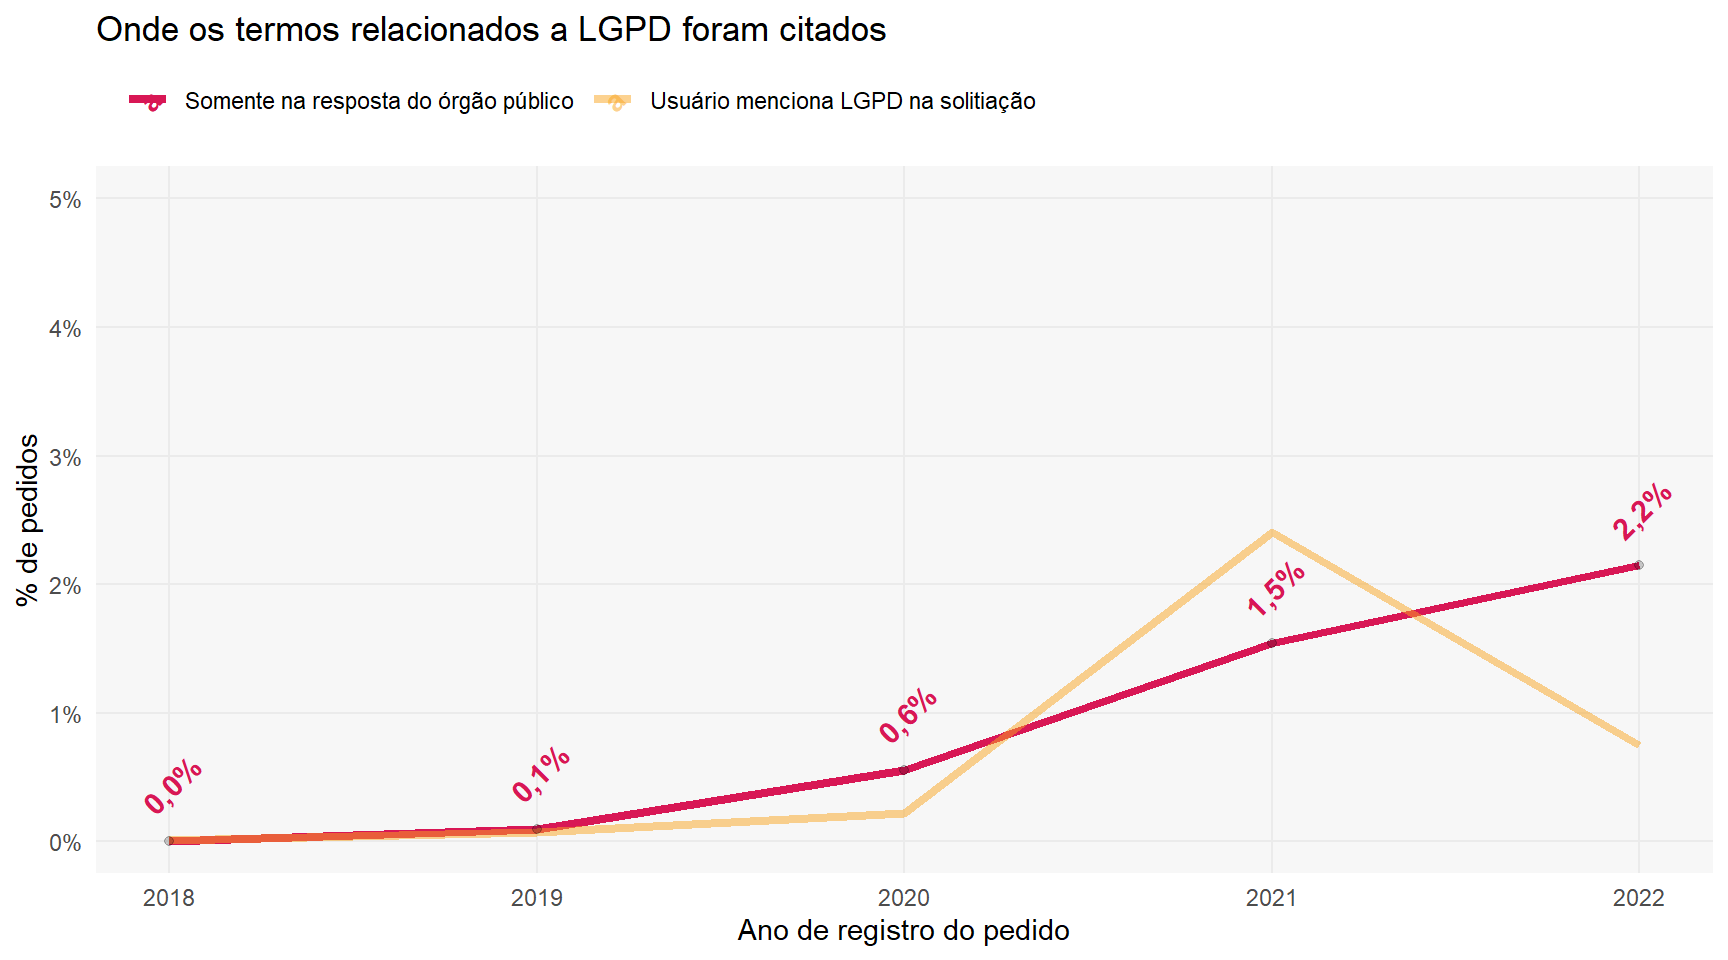 Onde os termos relacionados a LGPD foram citados
a Somente na resposta do órgão público a Usuário menciona LGPD na solitiação
5%
4%
3%
2%
1%
0%
% de pedidos
0,0%
0,1%
0,6%
1,5%
2,2%
2018 2019 2020 2021 2022
Ano de registro do pedido